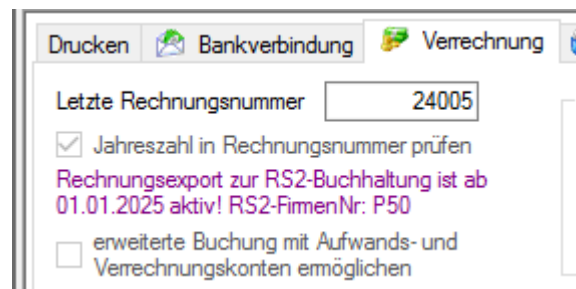 Drucken Bankverbindung Verrechnung
Letzte Rechnungsnummer 24005
Jahreszahl in Rechnungsnummer prüfen
Rechnungsexport zur RS2-Buchhaltung ist ab
01.01.2025 aktiv! RS2-FirmenNr: P50
erweiterte Buchung mit Aufwands- und
Verrechnungskonten ermöglichen